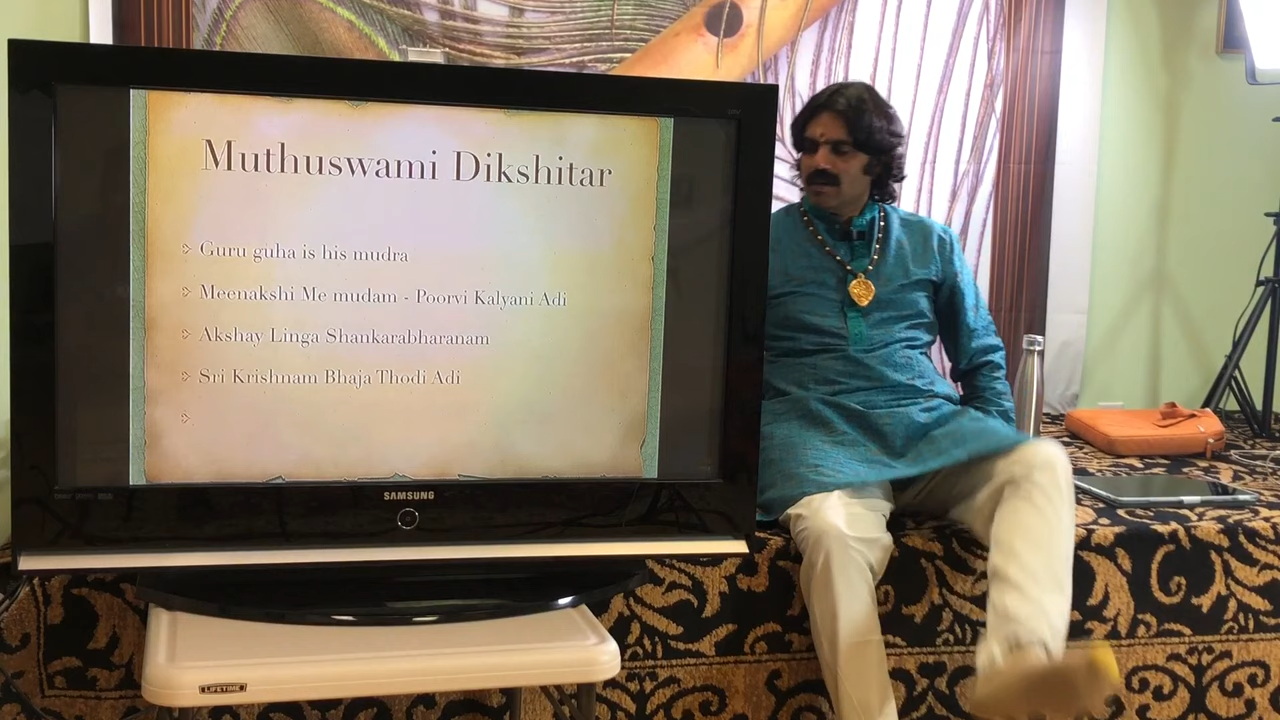 Muthuswami Dikshitar
Guru guha is his mudra
Meenakshi Me mudam - Poorvi Kalyani Adi
Akshay Linga Shankarabharanam
Sri Krishnam Bhaja Thodi Adi
SAMSUNG
LIFETIME